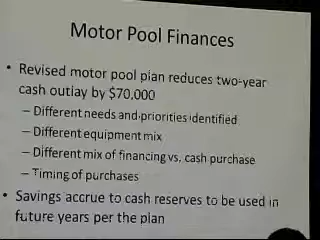 Motor Pool Finances
• Revised motor pool plan reduces two-year
cash outlay by $70,000
– Different needs and priorities identified
– Different equipment mix
– Different mix of financing vs. cash purchase
– Timing of purchases
• Savings accrue to cash reserves to be used in
future years per the plan